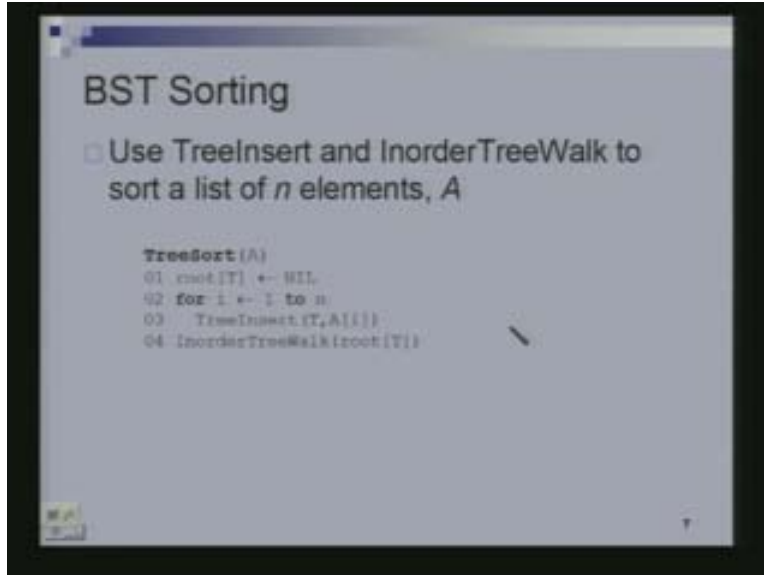 BST Sorting
Use TreeInsert and InorderTreeWalk to
sort a list of n elements, A
TreeSort(A)
01 root[T] ← NIL
02 for i ← 1 to n
03 TreeInsert(T,A[i])
04 InorderTreeWalk(root[T])
7